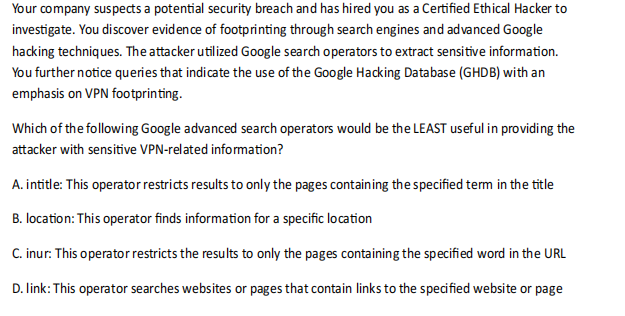 Your company suspects a potential security breach and has hired you as a Certified Ethical Hacker to
investigate. You discover evidence of footprinting through search engines and advanced Google
hacking techniques. The attacker utilized Google search operators to extract sensitive information.
You further notice queries that indicate the use of the Google Hacking Database (GHDB) with an
emphasis on VPN footprinting.
Which of the following Google advanced search operators would be the LEAST useful in providing the
attacker with sensitive VPN-related information?
A. intitle: This operator restricts results to only the pages containing the specified term in the title
B. location: This operator finds information for a specific location
C. inur: This operator restricts the results to only the pages containing the specified word in the URL
D. link: This operator searches websites or pages that contain links to the specified website or page